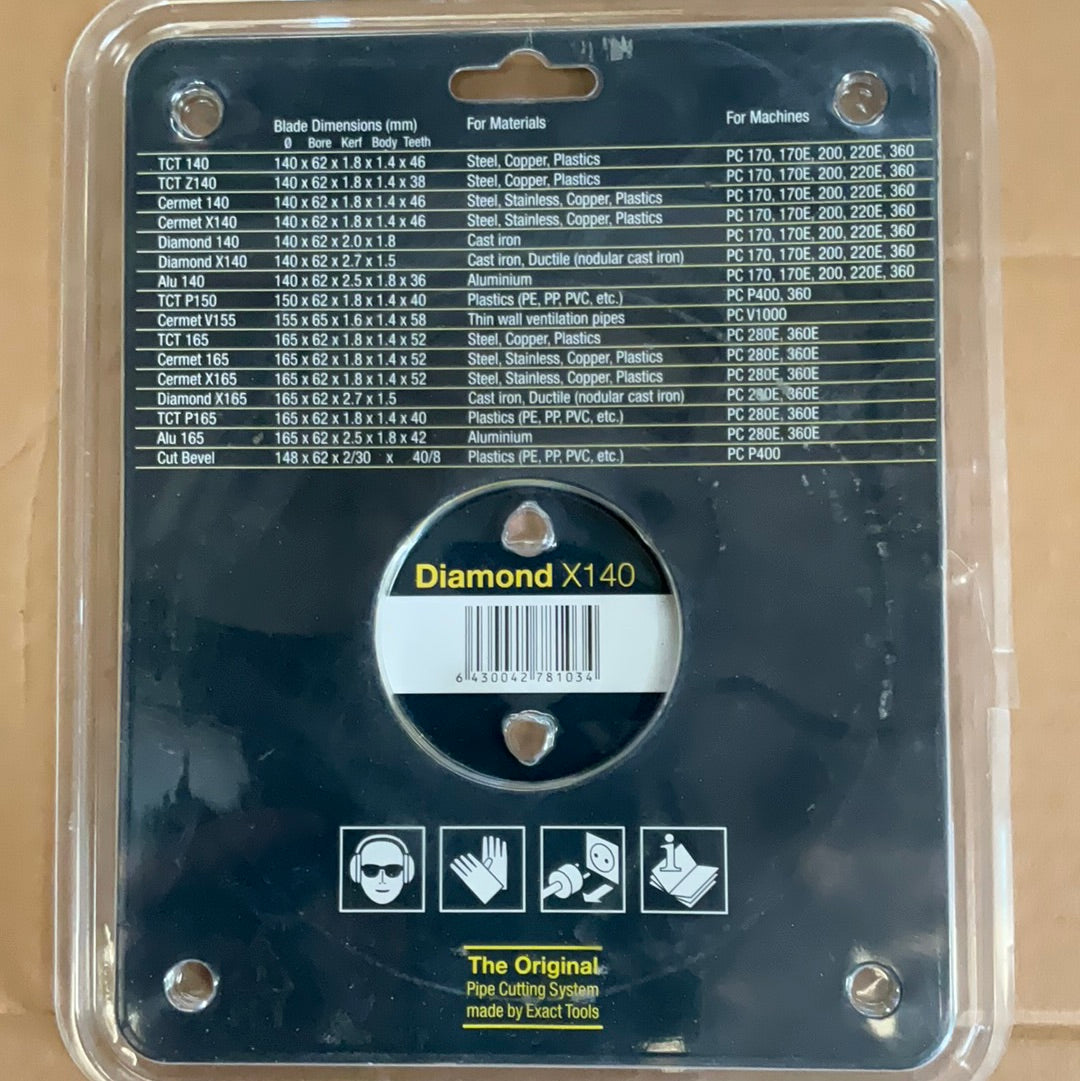 Blade Dimensions (mm) For Materials For Machines
Ø Bore Kerf Body Teeth
TCT 140 140 x 62 x 1.8 x 1.4 x 46 Steel, Copper, Plastics PC 170, 170E, 200, 220E, 360
TCT Z140 140 x 62 x 1.8 x 1.4 x 38 Steel, Copper, Plastics PC 170, 170E, 200, 220E, 360
Cermet 140 140 x 62 x 1.8 x 1.4 x 46 Steel, Stainless, Copper, Plastics PC 170, 170E, 200, 220E, 360
Cermet X140 140 x 62 x 1.8 x 1.4 x 46 Steel, Stainless, Copper, Plastics PC 170, 170E, 200, 220E, 360
Diamond 140 140 x 62 x 2.0 x 1.8 Cast iron PC 170, 170E, 200, 220E, 360
Diamond X140 140 x 62 x 2.7 x 1.5 Cast iron, Ductile (nodular cast iron) PC 170, 170E, 200, 220E, 360
Alu 140 140 x 62 x 2.5 x 1.8 x 36 Aluminium PC 170, 170E, 200, 220E, 360
TCT P150 150 x 62 x 1.8 x 1.4 x 40 Plastics (PE, PP, PVC, etc.) PC P400, 360
Cermet V155 155 x 65 x 1.6 x 1.4 x 58 Thin wall ventilation pipes PC V1000
TCT 165 165 x 62 x 1.8 x 1.4 x 52 Steel, Copper, Plastics PC 280E, 360E
Cermet 165 165 x 62 x 1.8 x 1.4 x 52 Steel, Stainless, Copper, Plastics PC 280E, 360E
Cermet X165 165 x 62 x 1.8 x 1.4 x 52 Steel, Stainless, Copper, Plastics PC 280E, 360E
Diamond X165 165 x 62 x 2.7 x 1.5 Cast iron, Ductile (nodular cast iron) PC 280E, 360E
TCT P165 165 x 62 x 1.8 x 1.4 x 40 Plastics (PE, PP, PVC, etc.) PC 280E, 360E
Alu 165 165 x 62 x 2.5 x 1.8 x 42 Aluminium PC 280E, 360E
Cut Bevel 148 x 62 x 2/30 x 40/8 Plastics (PE, PP, PVC, etc.) PC P400
Diamond X140
6 430042 781034
i
The Original
Pipe Cutting System
made by Exact Tools